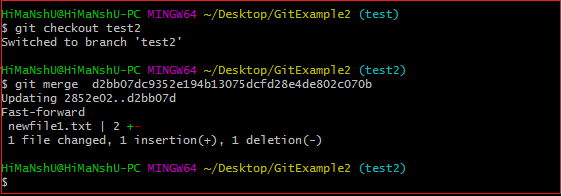 HiMaNshU@HiMaNshU-PC MINGW64 ~/Desktop/GitExample2 (test)
$ git checkout test2
Switched to branch 'test2'
HiMaNshU@HiMaNshU-PC MINGW64 ~/Desktop/GitExample2 (test2)
$ git merge  d2bb07dc9352e194b13075dcfd28e4de802c070b
Updating 2852e02..d2bb07d
Fast-forward
 newfile1.txt | 2 +-
 1 file changed, 1 insertion(+), 1 deletion(-)
HiMaNshU@HiMaNshU-PC MINGW64 ~/Desktop/GitExample2 (test2)
$